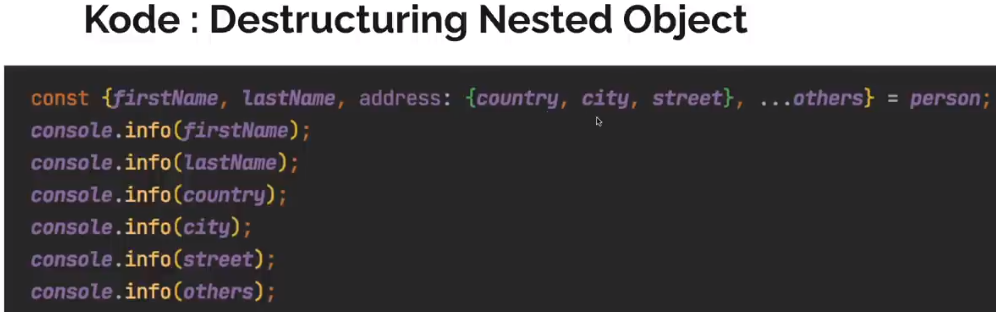 Kode : Destructuring Nested Object
const {firstName, lastName, address: {country, city, street}, ...others} = person;
console.info(firstName);
console.info(lastName);
console.info(country);
console.info(city);
console.info(street);
console.info(others);